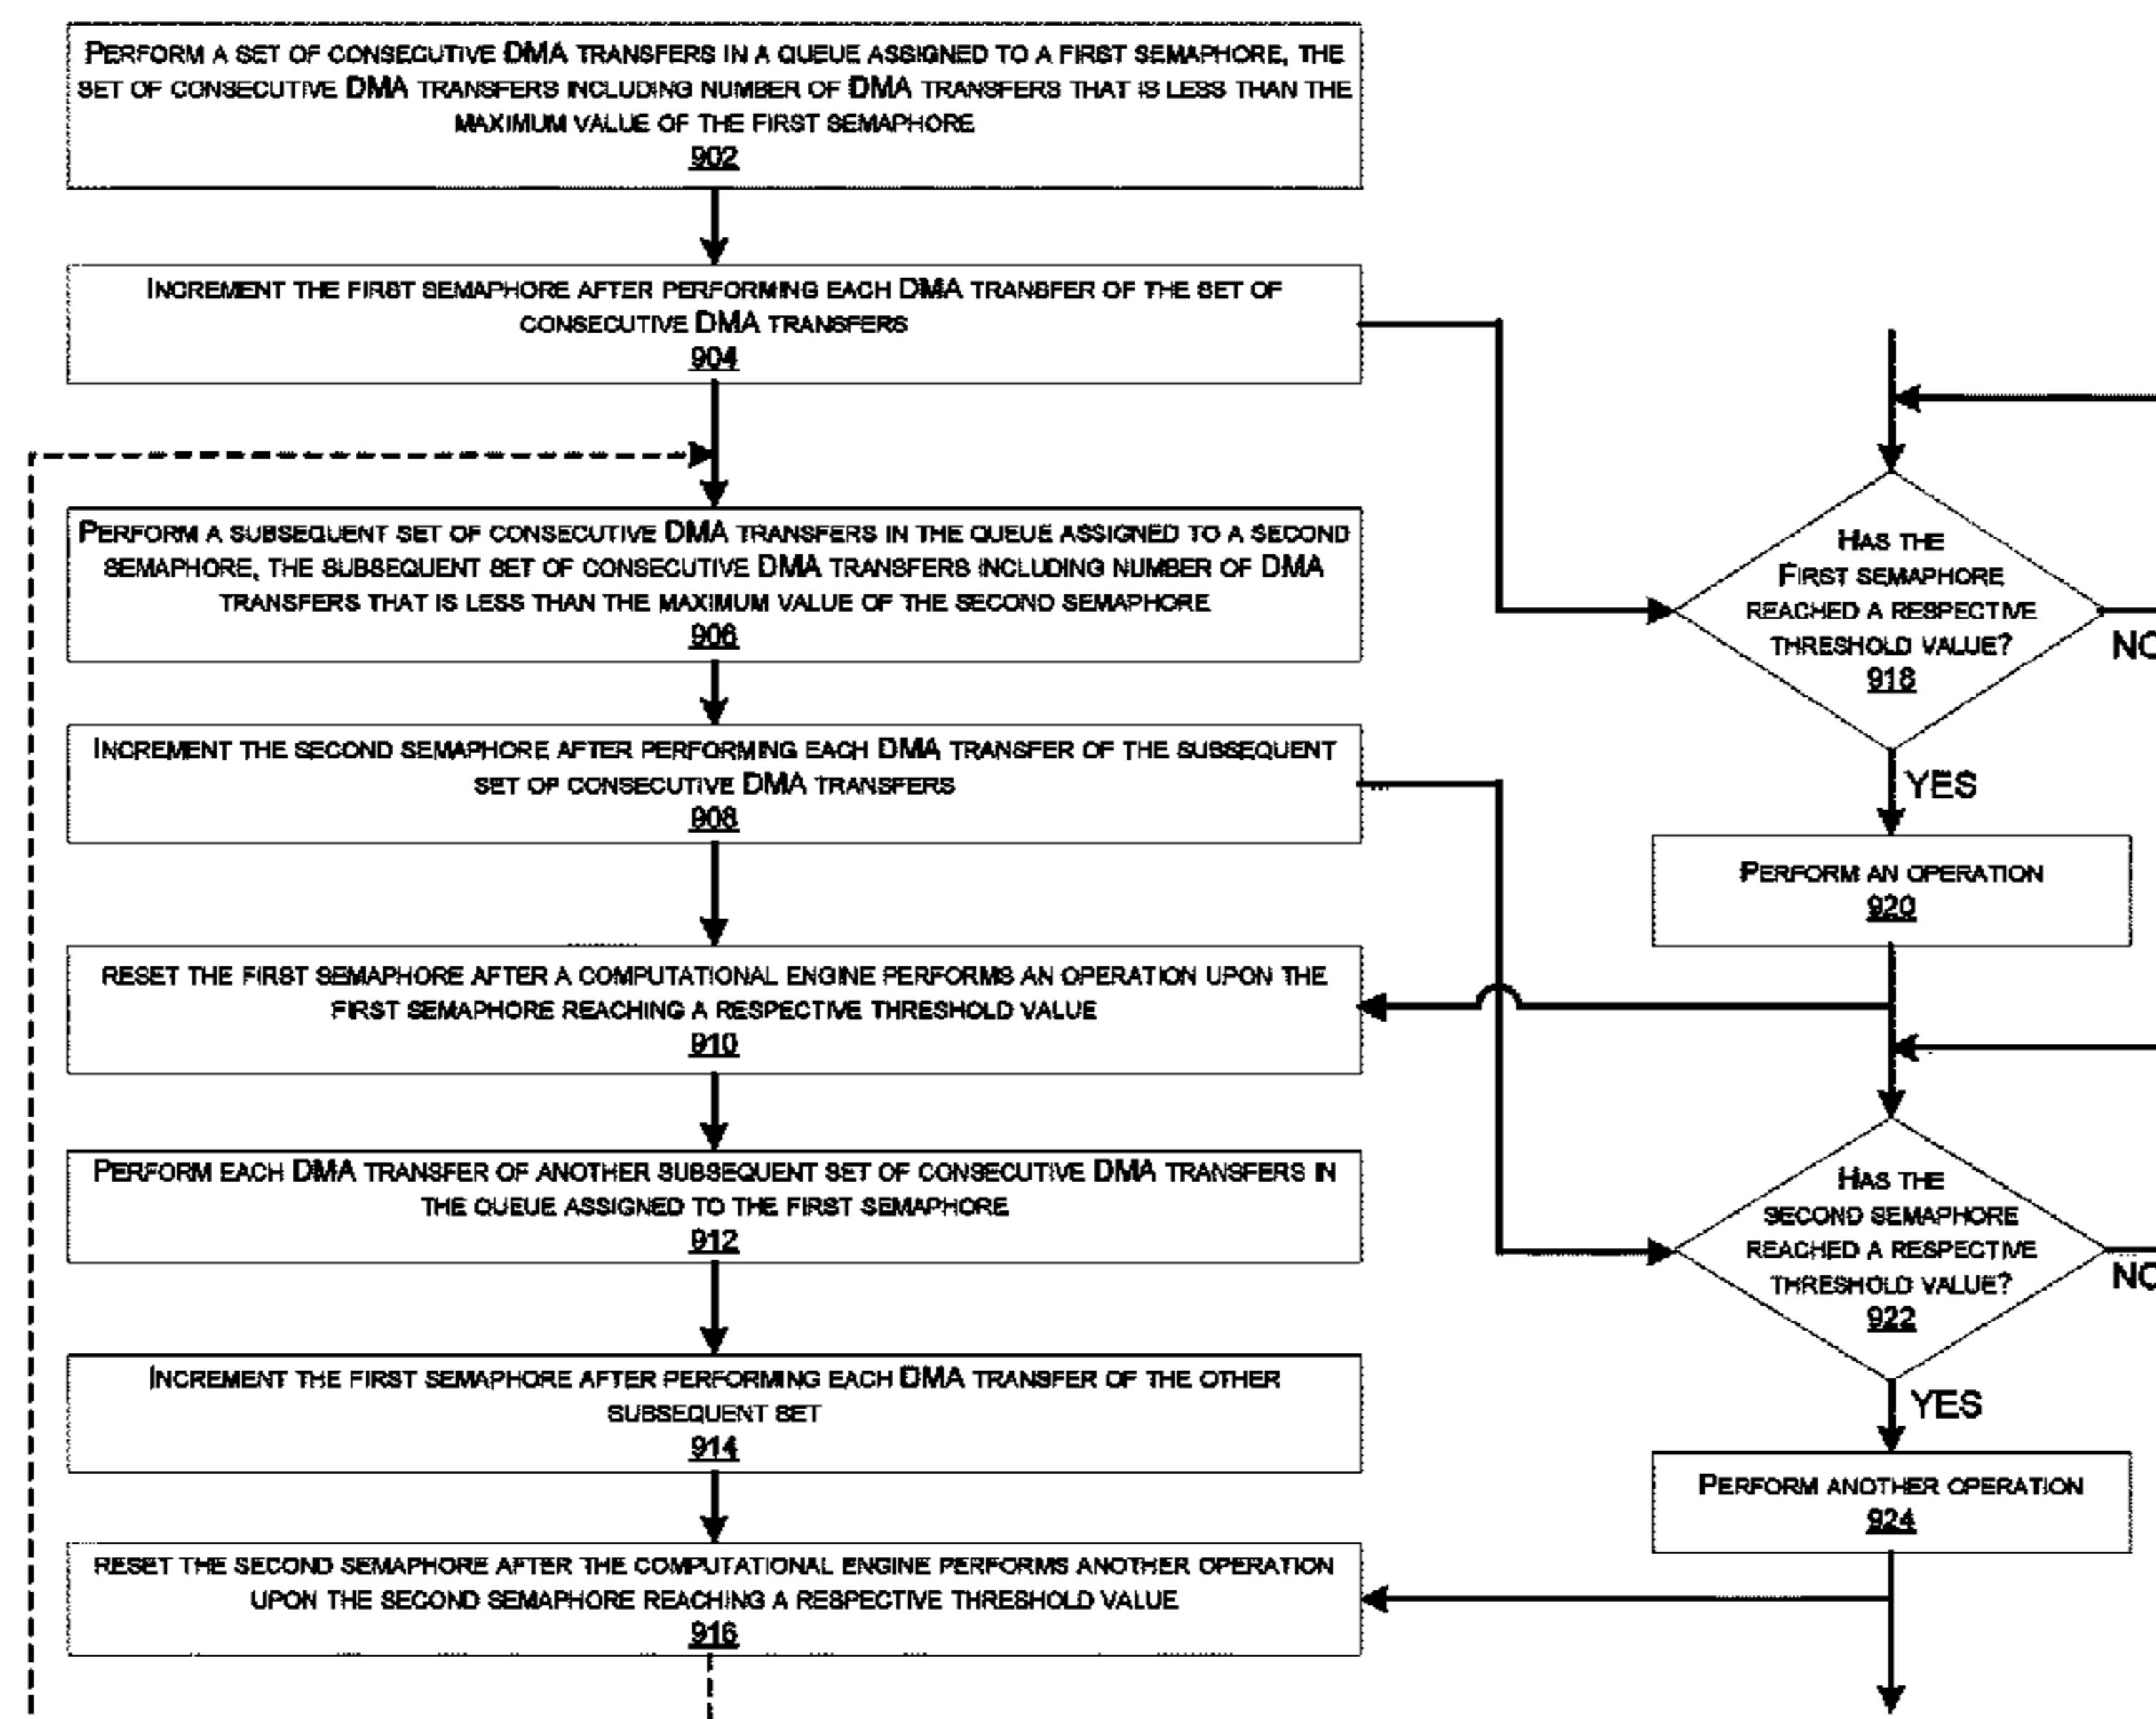 PERFORM A SET OF CONSECUTIVE DMA TRANSFERS IN A QUEUE ASSIGNED TO A FIRST SEMAPHORE, THE
SET OF CONSECUTIVE DMA TRANSFERS INCLUDING NUMBER OF DMA TRANSFERS THAT IS LESS THAN THE
MAXIMUM VALUE OF THE FIRST SEMAPHORE
902
INCREMENT THE FIRST SEMAPHORE AFTER PERFORMING EACH DMA TRANSFER OF THE SET OF
CONSECUTIVE DMA TRANSFERS
904
PERFORM A SUBSEQUENT SET OF CONSECUTIVE DMA TRANSFERS IN THE QUEUE ASSIGNED TO A SECOND
SEMAPHORE, THE SUBSEQUENT SET OF CONSECUTIVE DMA TRANSFERS INCLUDING NUMBER OF DMA
TRANSFERS THAT IS LESS THAN THE MAXIMUM VALUE OF THE SECOND SEMAPHORE
906
INCREMENT THE SECOND SEMAPHORE AFTER PERFORMING EACH DMA TRANSFER OF THE SUBSEQUENT
SET OF CONSECUTIVE DMA TRANSFERS
908
RESET THE FIRST SEMAPHORE AFTER A COMPUTATIONAL ENGINE PERFORMS AN OPERATION UPON THE
FIRST SEMAPHORE REACHING A RESPECTIVE THRESHOLD VALUE
910
PERFORM EACH DMA TRANSFER OF ANOTHER SUBSEQUENT SET OF CONSECUTIVE DMA TRANSFERS IN
THE QUEUE ASSIGNED TO THE FIRST SEMAPHORE
912
INCREMENT THE FIRST SEMAPHORE AFTER PERFORMING EACH DMA TRANSFER OF THE OTHER
SUBSEQUENT SET
914
RESET THE SECOND SEMAPHORE AFTER THE COMPUTATIONAL ENGINE PERFORMS ANOTHER OPERATION
UPON THE SECOND SEMAPHORE REACHING A RESPECTIVE THRESHOLD VALUE
916
HAS THE
FIRST SEMAPHORE
REACHED A RESPECTIVE
THRESHOLD VALUE?
918
NO
YES
PERFORM AN OPERATION
920
HAS THE
SECOND SEMAPHORE
REACHED A RESPECTIVE
THRESHOLD VALUE?
922
NO
YES
PERFORM ANOTHER OPERATION
924